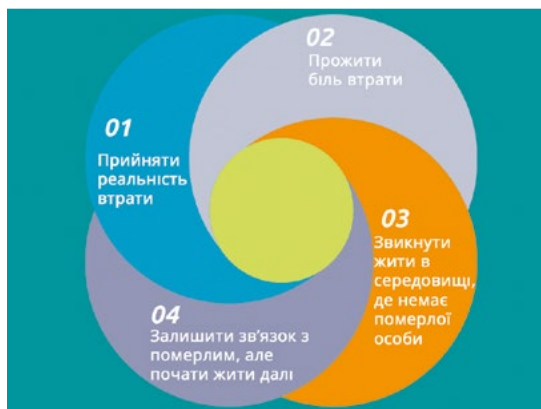 01
Прийняти
реальність
втрати
02
Прожити
біль втрати
03
Звикнути
жити в
середовищі,
де немає
померлої
особи
04
Залишити зв'язок з
померлим, але
почати жити далі